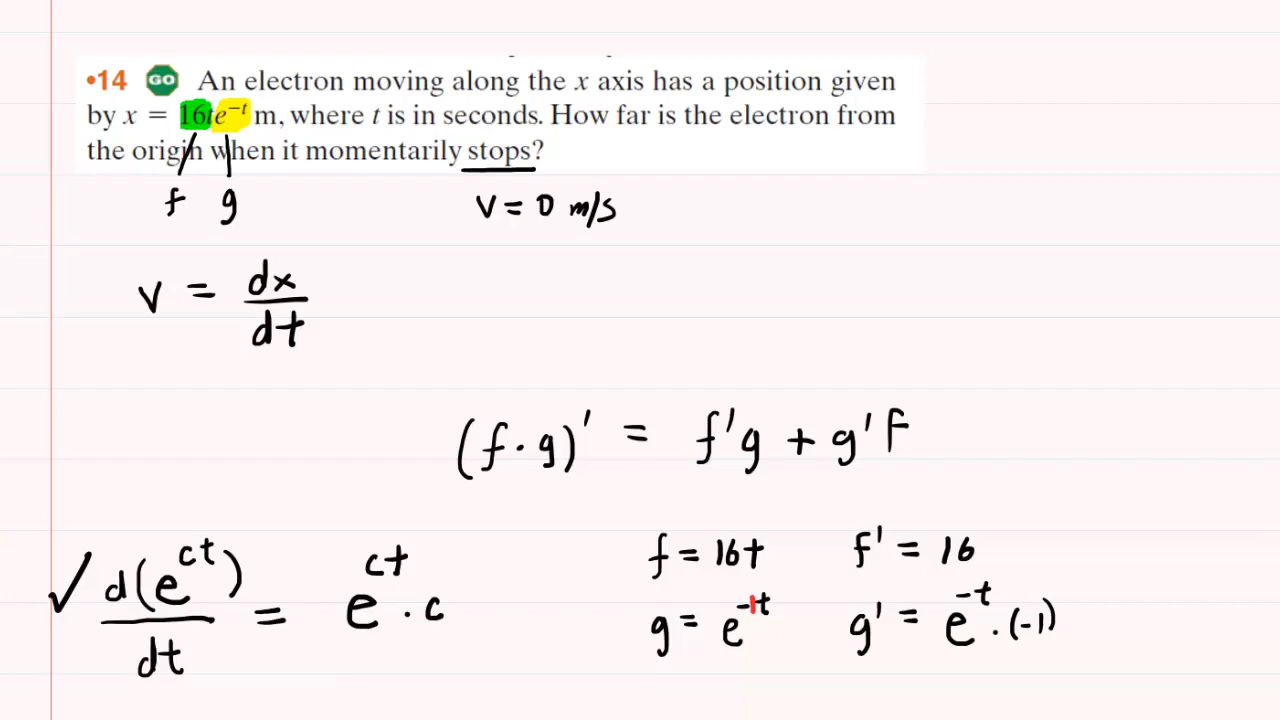 •14 GO An electron moving along the x axis has a position given
by x = 16te⁻ᵗ m, where t is in seconds. How far is the electron from
the origin when it momentarily stops?
f g v = 0 m/s
v = dx/dt
(f · g)' = f'g + g'f
✓ d(e^ct)/dt = e^ct · c
f = 16t f' = 16
g = e^-1t g' = e^-t · (-1)